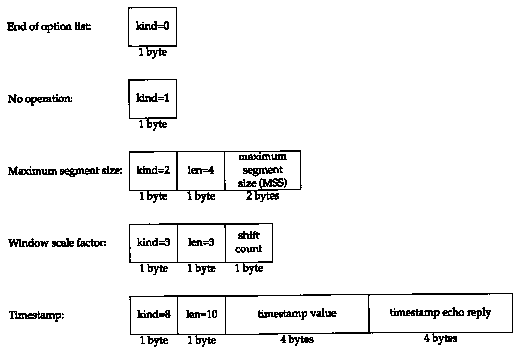 End of option list:
kind=0
1 byte
No operation:
kind=1
1 byte
Maximum segment size:
kind=2
len=4
maximum
segment
size (MSS)
1 byte
1 byte
2 bytes
Window scale factor:
kind=3
len=3
shift
count
1 byte
1 byte
1 byte
Timestamp:
kind=8
len=10
timestamp value
timestamp echo reply
1 byte
1 byte
4 bytes
4 bytes